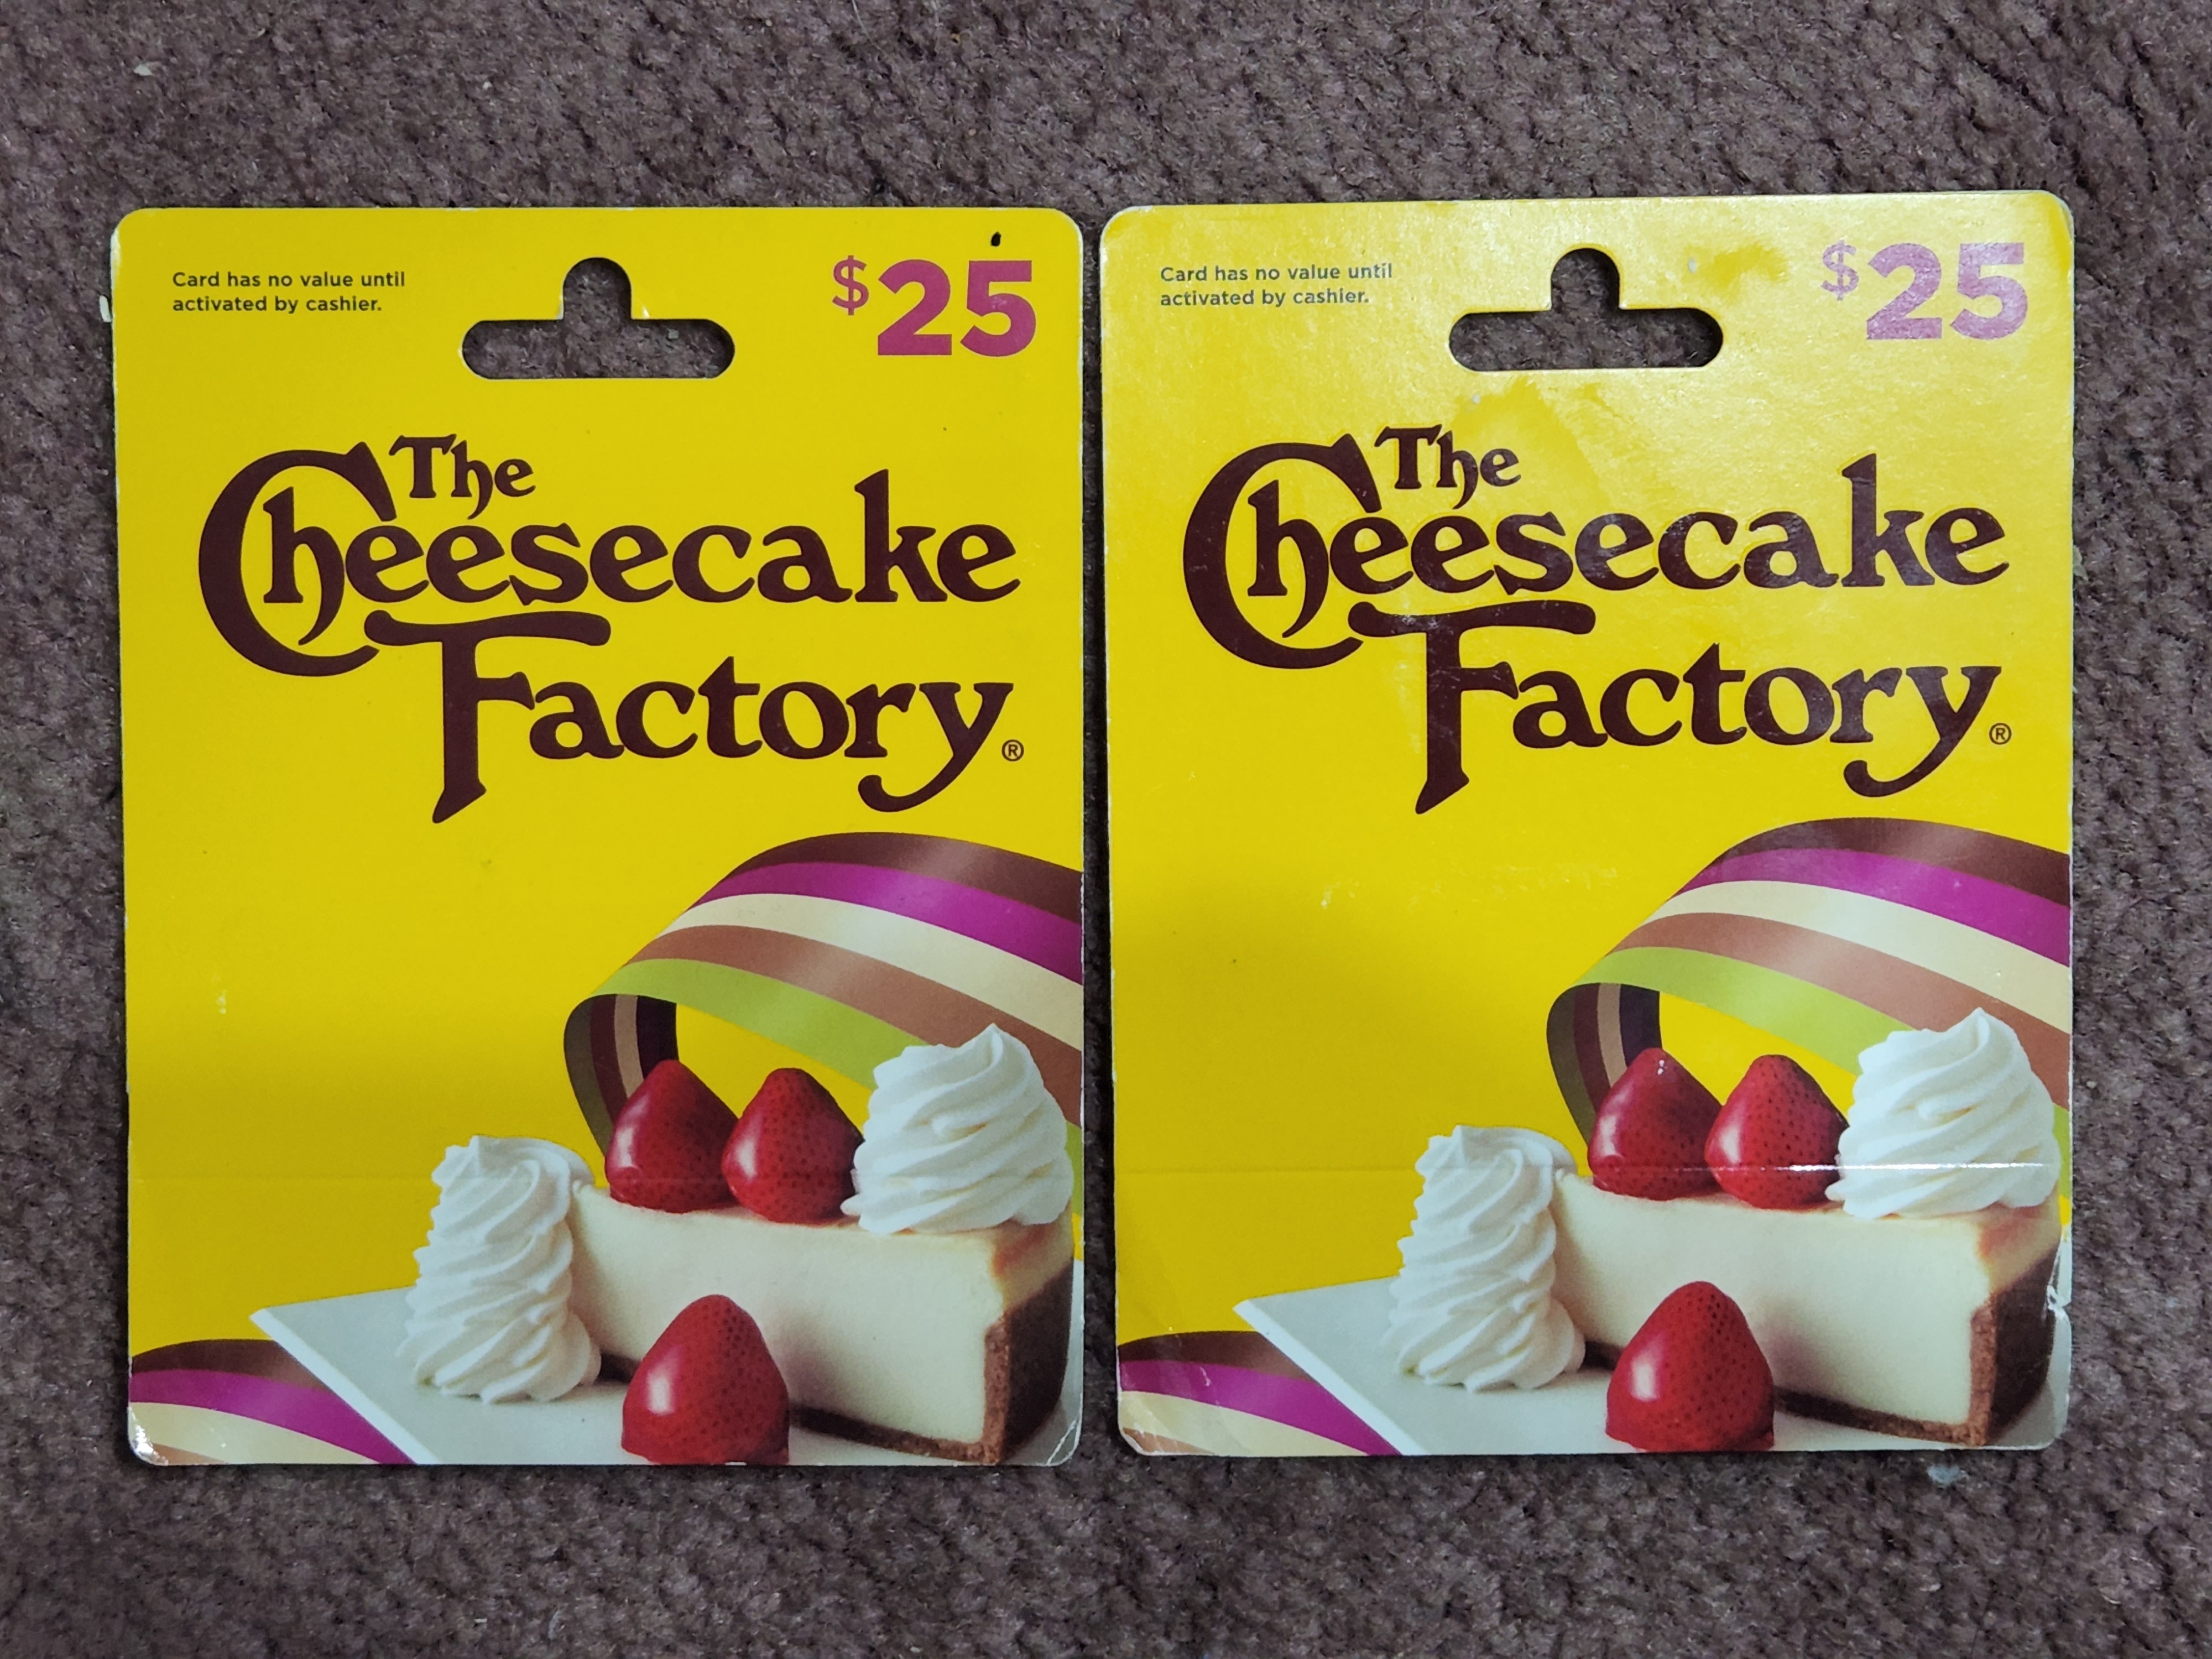 Card has no value until
activated by cashier.
$25
The
Cheesecake
Factory®
Card has no value until
activated by cashier.
$25
The
Cheesecake
Factory®